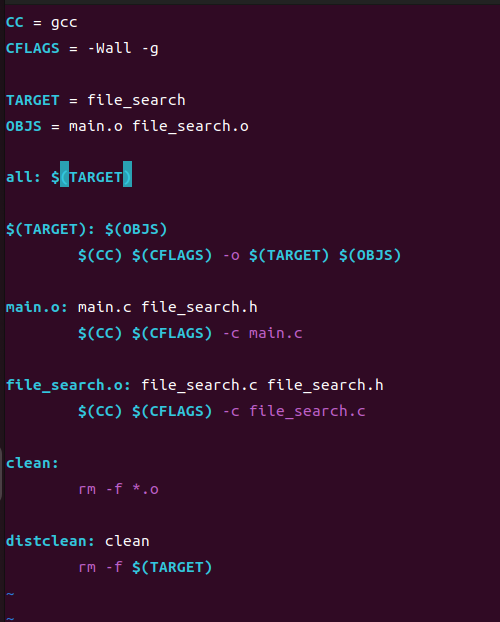 CC = gcc
CFLAGS = -Wall -g
TARGET = file_search
OBJS = main.o file_search.o
all: $(TARGET)
$(TARGET): $(OBJS)
$(CC) $(CFLAGS) -o $(TARGET) $(OBJS)
main.o: main.c file_search.h
$(CC) $(CFLAGS) -c main.c
file_search.o: file_search.c file_search.h
$(CC) $(CFLAGS) -c file_search.c
clean:
rm -f *.o
distclean: clean
rm -f $(TARGET)
~
~